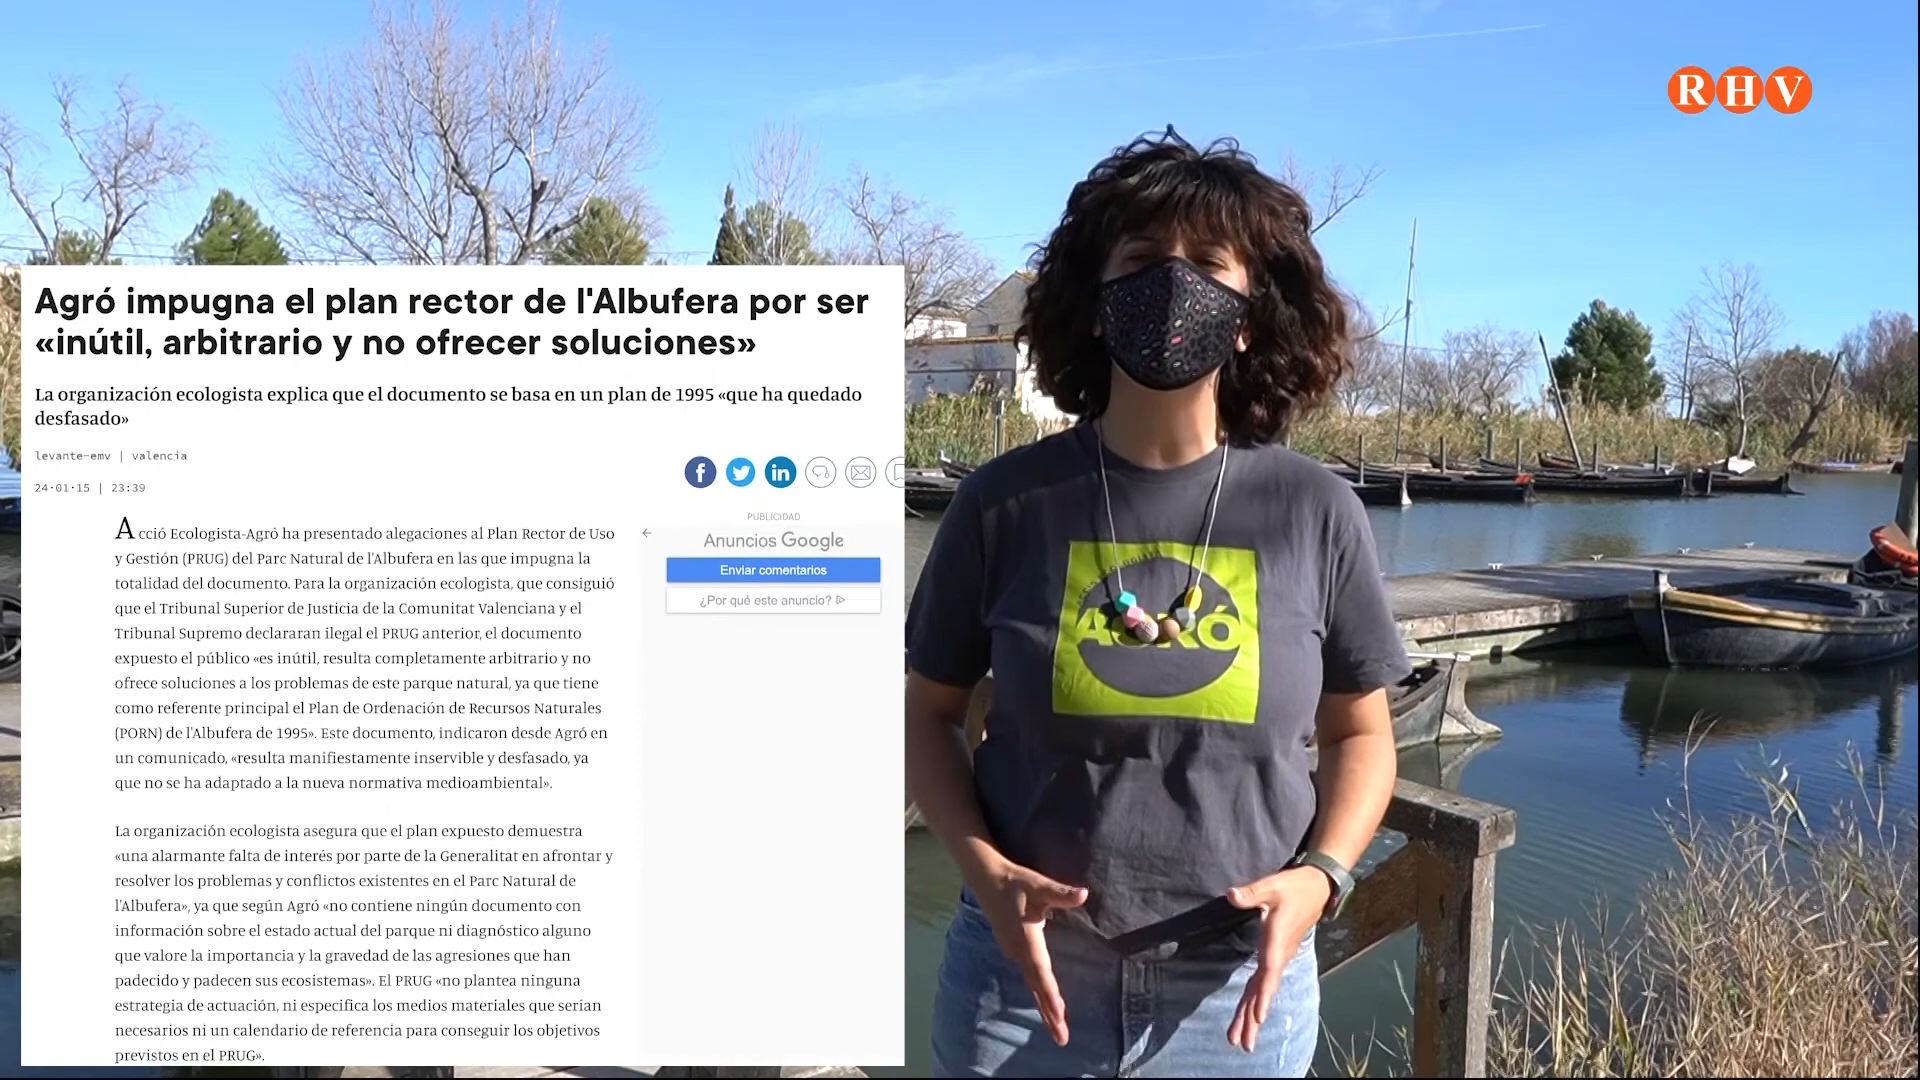 RHV
Agró impugna el plan rector de l'Albufera por ser
«inútil, arbitrario y no ofrecer soluciones»
La organización ecologista explica que el documento se basa en un plan de 1995 «que ha quedado
desfasado»
levante-emv | valencia
24·01·15 | 23:39
Acció Ecologista-Agró ha presentado alegaciones al Plan Rector de Uso
y Gestión (PRUG) del Parc Natural de l'Albufera en las que impugna la
totalidad del documento. Para la organización ecologista, que consiguió
que el Tribunal Superior de Justicia de la Comunitat Valenciana y el
Tribunal Supremo declararan ilegal el PRUG anterior, el documento
expuesto el público «es inútil, resulta completamente arbitrario y no
ofrece soluciones a los problemas de este parque natural, ya que tiene
como referente principal el Plan de Ordenación de Recursos Naturales
(PORN) de l'Albufera de 1995». Este documento, indicaron desde Agró en
un comunicado, «resulta manifiestamente inservible y desfasado, ya
que no se ha adaptado a la nueva normativa medioambiental».
La organización ecologista asegura que el plan expuesto demuestra
«una alarmante falta de interés por parte de la Generalitat en afrontar y
resolver los problemas y conflictos existentes en el Parc Natural de
l'Albufera», ya que según Agró «no contiene ningún documento con
información sobre el estado actual del parque ni diagnóstico alguno
que valore la importancia y la gravedad de las agresiones que han
padecido y padecen sus ecosistemas». El PRUG «no plantea ninguna
estrategia de actuación, ni especifica los medios materiales que serían
necesarios ni un calendario de referencia para conseguir los objetivos
previstos en el PRUG».
PUBLICIDAD
Anuncios Google
Enviar comentarios
¿Por qué este anuncio?
AGRÓ